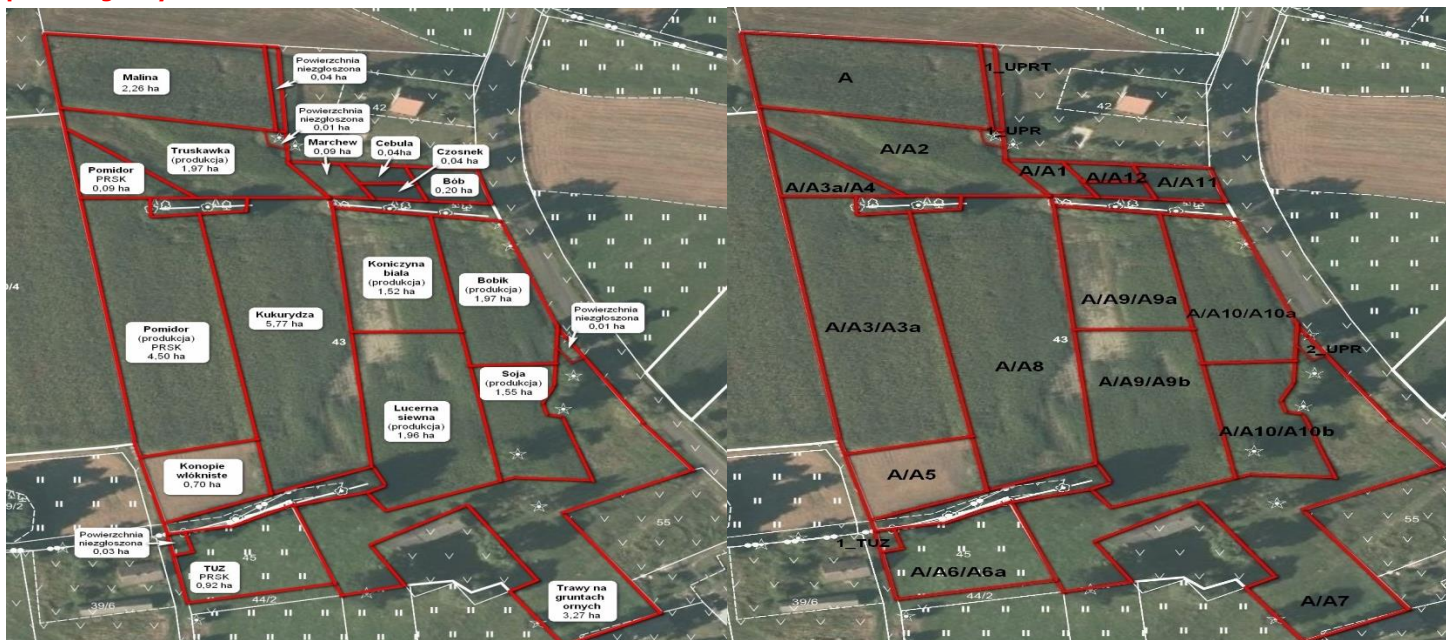 Malina
2,26 ha
Powierzchnia
niezgłoszona
0,04 ha
42
Powierzchnia
niezgłoszona
0,01 ha
Truskawka
(produkcja)
1,97 ha
Marchew
0,09 ha
Cebula
0,04ha
Czosnek
0,04 ha
Pomidor
PRSK
0,09 ha
Bób
0,20 ha
Koniczyna
biała
(produkcja)
1,52 ha
Bobik
(produkcja)
1,97 ha
0/4
Kukurydza
5,77 ha
Powierzchnia
niezgłoszona
0,01 ha
Pomidor
(produkcja)
PRSK
4,50 ha
43
Soja
(produkcja)
1,55 ha
Lucerna
siewna
(produkcja)
1,96 ha
Konopie
włókniste
0,70 ha
9/2
55
Powierzchnia
niezgłoszona
0,03 ha
45
TUZ
PRSK
0,92 ha
Trawy na
gruntach
ornych
3,27 ha
39/6
44/2
A
1_UPRT
42
1_UPR
A/A2
A/A1
A/A12
A/A11
A/A3a/A4
A/A9/A9a
A/A10/A10a
A/A3/A3a
43
2_UPR
A/A8
A/A9/A9b
A/A10/A10b
A/A5
55
1_TUZ
45
A/A6/A6a
A/A7
39/6
44/2